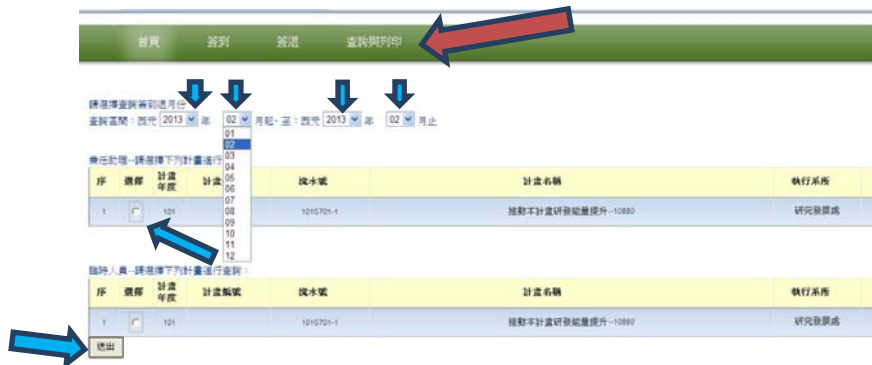 首頁 簽到 簽退 查詢與列印
請選擇查詢簽到退月份
查詢區間：西元 2013 年 02 月起- 至：西元 2013 年 02 月止
01
02
03
04
05
06
07
08
09
10
11
12
兼任助理--請選擇下列計畫進行
序 選擇 計畫年度 計畫 流水號 計畫名稱 執行系所
1 101 101G701-1 推動本計畫研發能量提升--10880 研究發展處
臨時人員--請選擇下列計畫進行查詢：
序 選擇 計畫年度 計畫編號 流水號 計畫名稱 執行系所
1 101 101G701-1 推動本計畫研發能量提升--10880 研究發展處
送出